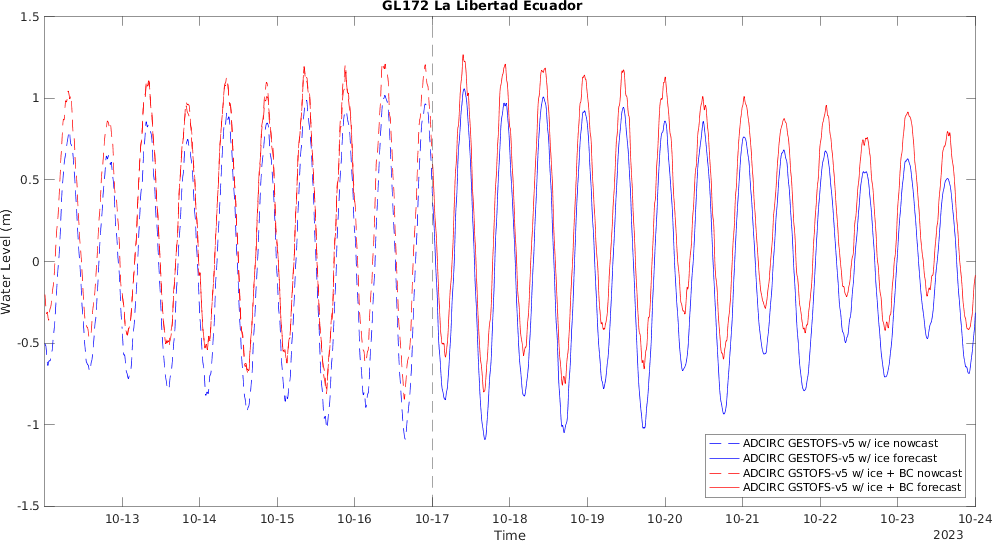 GL172 La Libertad Ecuador
Water Level (m)
1.5
1
0.5
0
-0.5
-1
-1.5
10-13 10-14 10-15 10-16 10-17 10-18 10-19 10-20 10-21 10-22 10-23 10-24
Time
2023
ADCIRC GESTOFS-v5 w/ ice nowcast
ADCIRC GESTOFS-v5 w/ ice forecast
ADCIRC GSTOFS-v5 w/ ice + BC nowcast
ADCIRC GSTOFS-v5 w/ ice + BC forecast